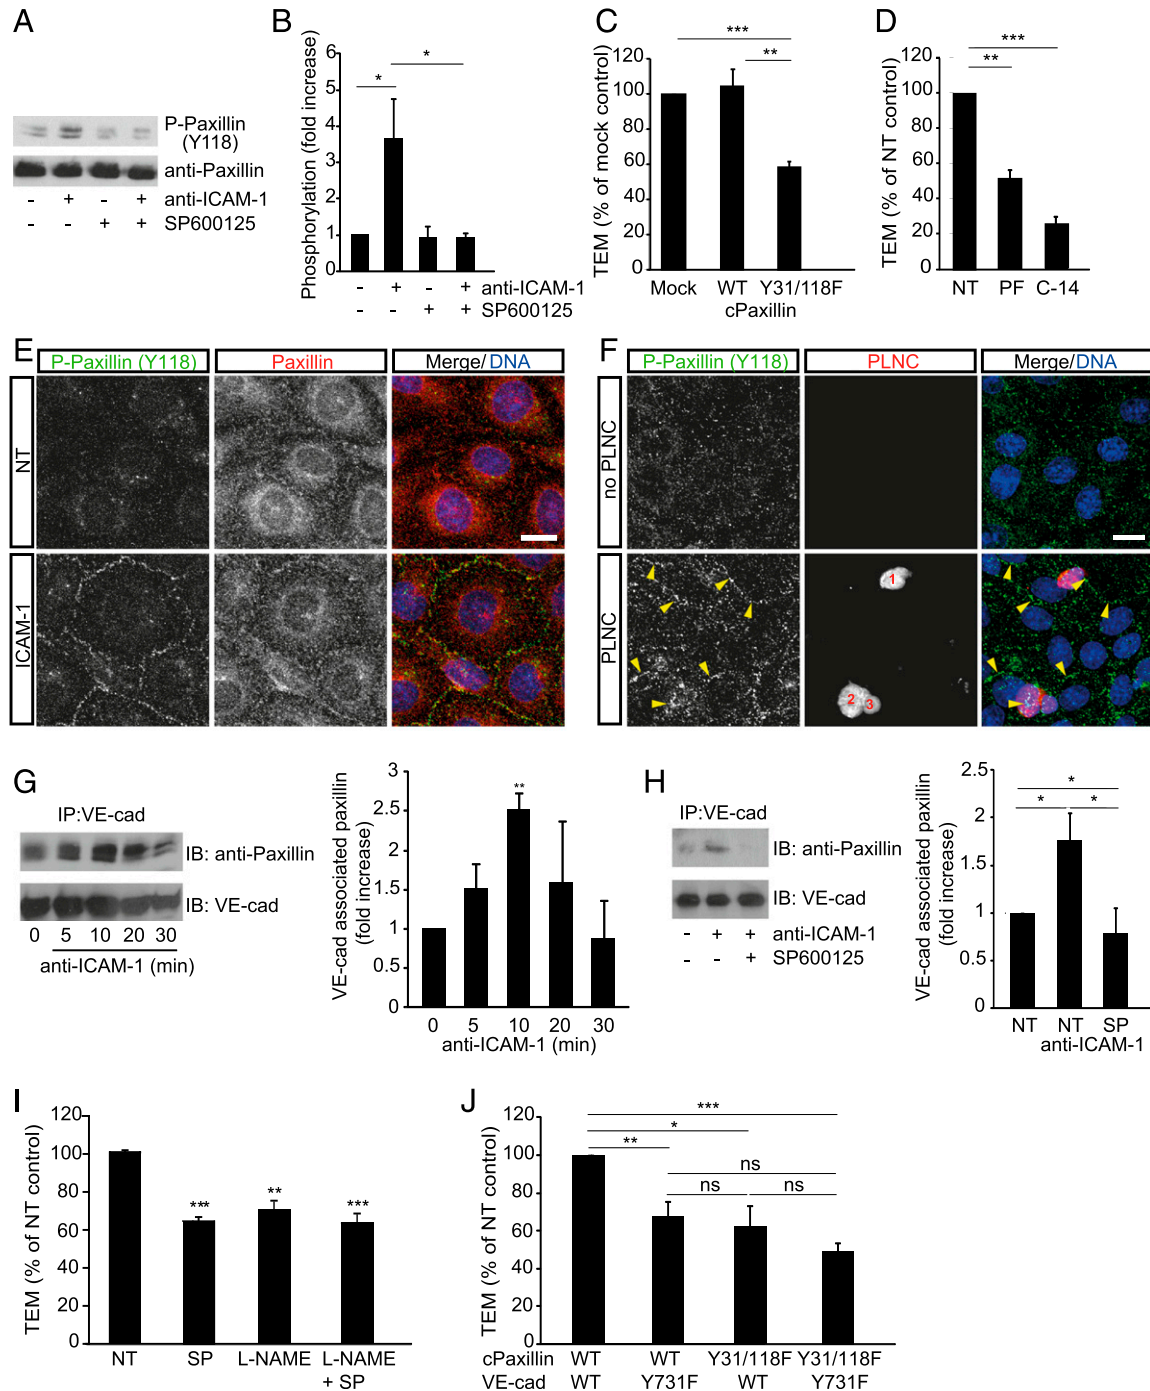 A
P-Paxillin
(Y118)
anti-Paxillin
- + - + anti-ICAM-1
- - + + SP600125
B
Phosphorylation (fold increase)
*
*
6
5
4
3
2
1
0
- + - + anti-ICAM-1
- - + + SP600125
C
TEM (% of mock control)
***
**
120
100
80
60
40
20
0
Mock WT Y31/118F
cPaxillin
D
TEM (% of NT control)
***
**
120
100
80
60
40
20
0
NT PF C-14
E
P-Paxillin (Y118) Paxillin Merge/DNA
NT
ICAM-1
F
P-Paxillin (Y118) PLNC Merge/DNA
no PLNC
PLNC
1
2 3
G
IP:VE-cad
IB: anti-Paxillin
IB: VE-cad
0 5 10 20 30
anti-ICAM-1 (min)
VE-cad associated paxillin
(fold increase)
**
3
2.5
2
1.5
1
0.5
0
0 5 10 20 30
anti-ICAM-1 (min)
H
IP:VE-cad
IB: anti-Paxillin
IB: VE-cad
- + + anti-ICAM-1
- - + SP600125
VE-cad associated paxillin
(fold increase)
*
* *
2.5
2
1.5
1
0.5
0
NT NT SP
anti-ICAM-1
I
TEM (% of NT control)
120
100
80
60
40
20
0
*** ** ***
NT SP L-NAME L-NAME
+ SP
J
TEM (% of NT control)
***
*
**
ns
ns ns
120
100
80
60
40
20
0
cPaxillin WT WT Y31/118F Y31/118F
VE-cad WT Y731F WT Y731F